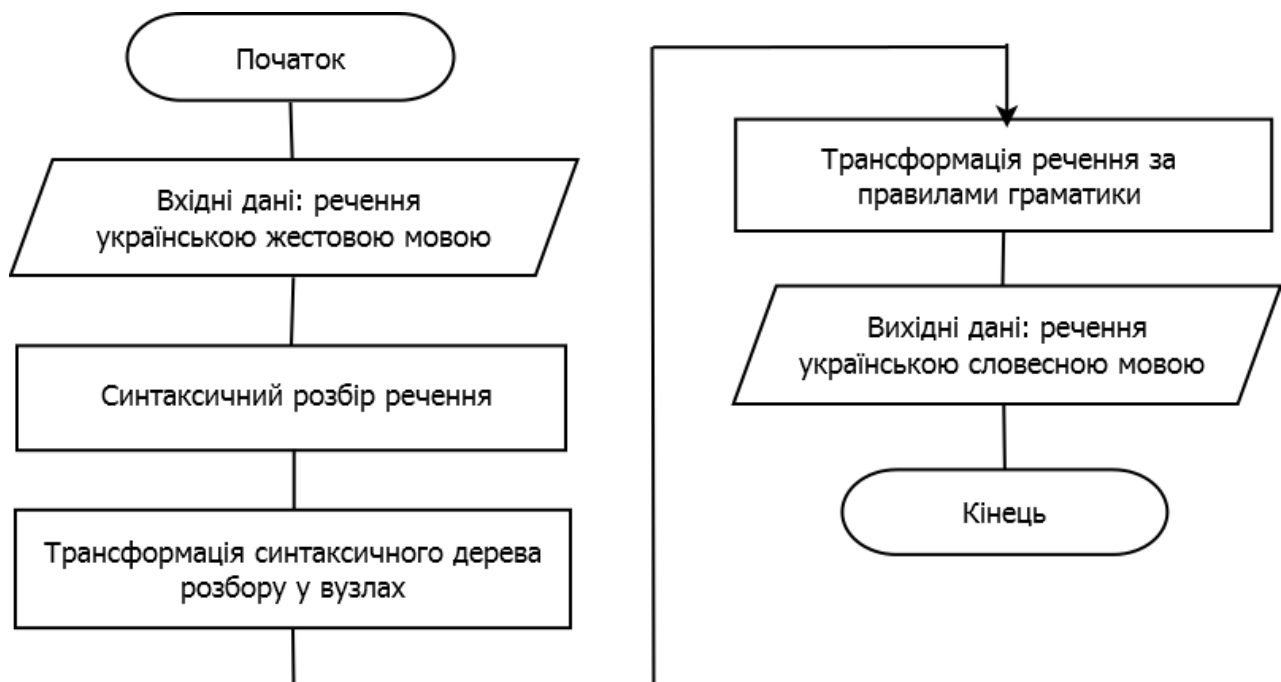 Початок
Вхідні дані: речення
українською жестовою мовою
Синтаксичний розбір речення
Трансформація синтаксичного дерева
розбору у вузлах
Трансформація речення за
правилами граматики
Вихідні дані: речення
українською словесною мовою
Кінець